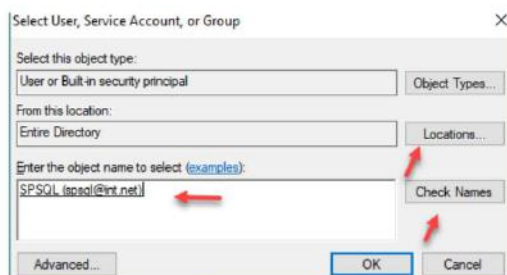 Select User, Service Account, or Group
Select this object type:
User or Built-in security principal
Object Types...
From this location:
Entire Directory
Locations...
Enter the object name to select (examples):
SPSQL (spsql@int.net)
Check Names
Advanced...
OK
Cancel